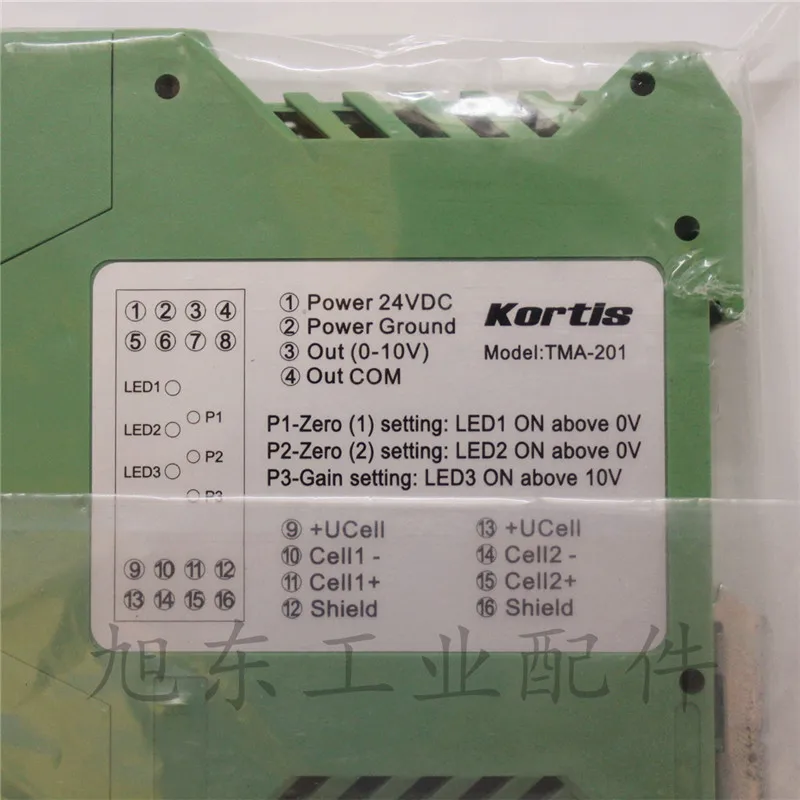 ① ② ③ ④
⑤ ⑥ ⑦ ⑧
LED1
P1
LED2
P2
LED3
P3
⑨ ⑩ ⑪ ⑫
⑬ ⑭ ⑮ ⑯
① Power 24VDC
② Power Ground
③ Out (0-10V)
④ Out COM
Kortis
Model:TMA-201
P1-Zero (1) setting: LED1 ON above 0V
P2-Zero (2) setting: LED2 ON above 0V
P3-Gain setting: LED3 ON above 10V
⑨ +UCell
⑩ Cell1 -
⑪ Cell1+
⑫ Shield
⑬ +UCell
⑭ Cell2 -
⑮ Cell2+
⑯ Shield
旭东工业配件